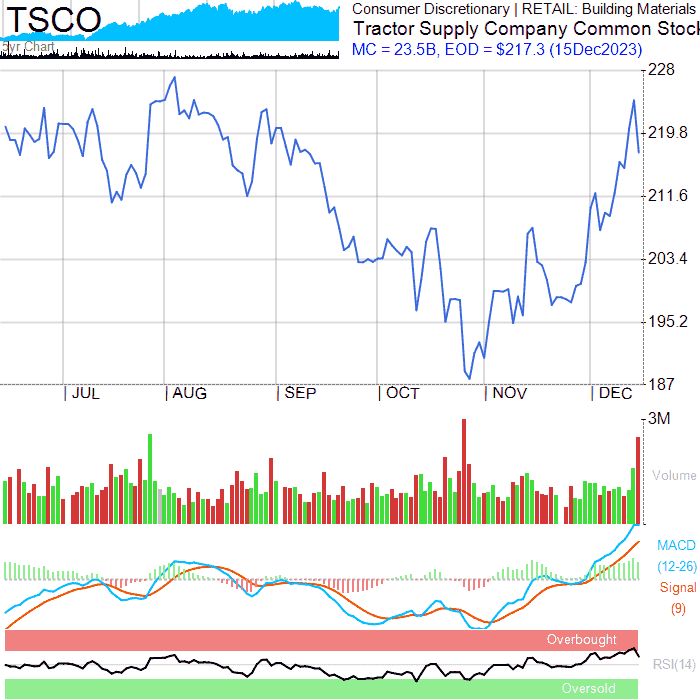 TSCO
5yr Chart
Consumer Discretionary | RETAIL: Building Materials
Tractor Supply Company Common Stock
MC = 23.5B, EOD = $217.3 (15Dec2023)
228
219.8
211.6
203.4
195.2
187
JUL
AUG
SEP
OCT
NOV
DEC
3M
Volume
MACD
(12-26)
Signal
(9)
Overbought
RSI(14)
Oversold